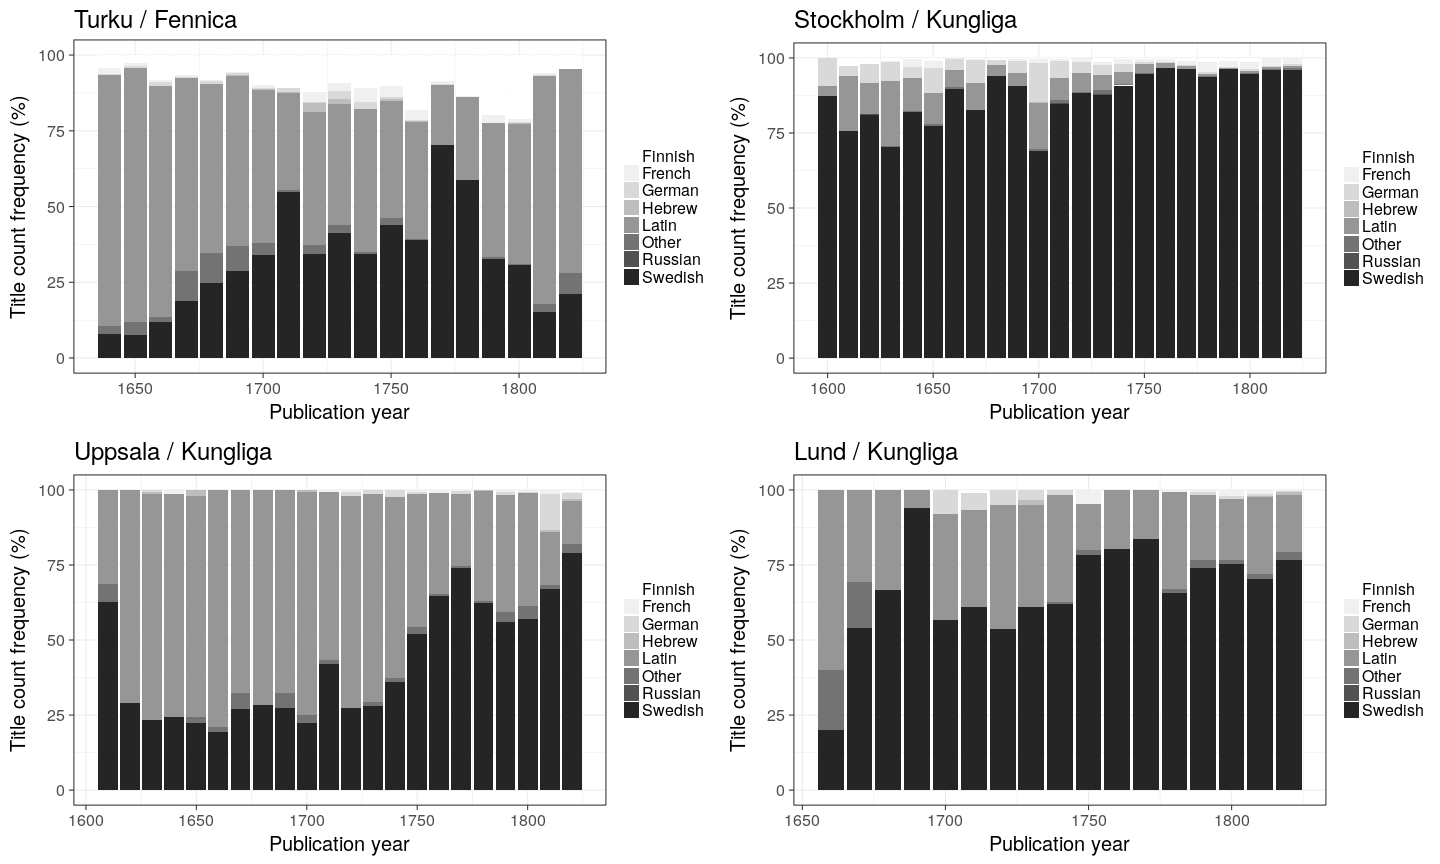 Turku / Fennica
Title count frequency (%)
100
75
50
25
0
1650
1700
1750
1800
Publication year
Finnish
French
German
Hebrew
Latin
Other
Russian
Swedish
Stockholm / Kungliga
Title count frequency (%)
100
75
50
25
0
1600
1650
1700
1750
1800
Publication year
Finnish
French
German
Hebrew
Latin
Other
Russian
Swedish
Uppsala / Kungliga
Title count frequency (%)
100
75
50
25
0
1600
1650
1700
1750
1800
Publication year
Finnish
French
German
Hebrew
Latin
Other
Russian
Swedish
Lund / Kungliga
Title count frequency (%)
100
75
50
25
0
1650
1700
1750
1800
Publication year
Finnish
French
German
Hebrew
Latin
Other
Russian
Swedish